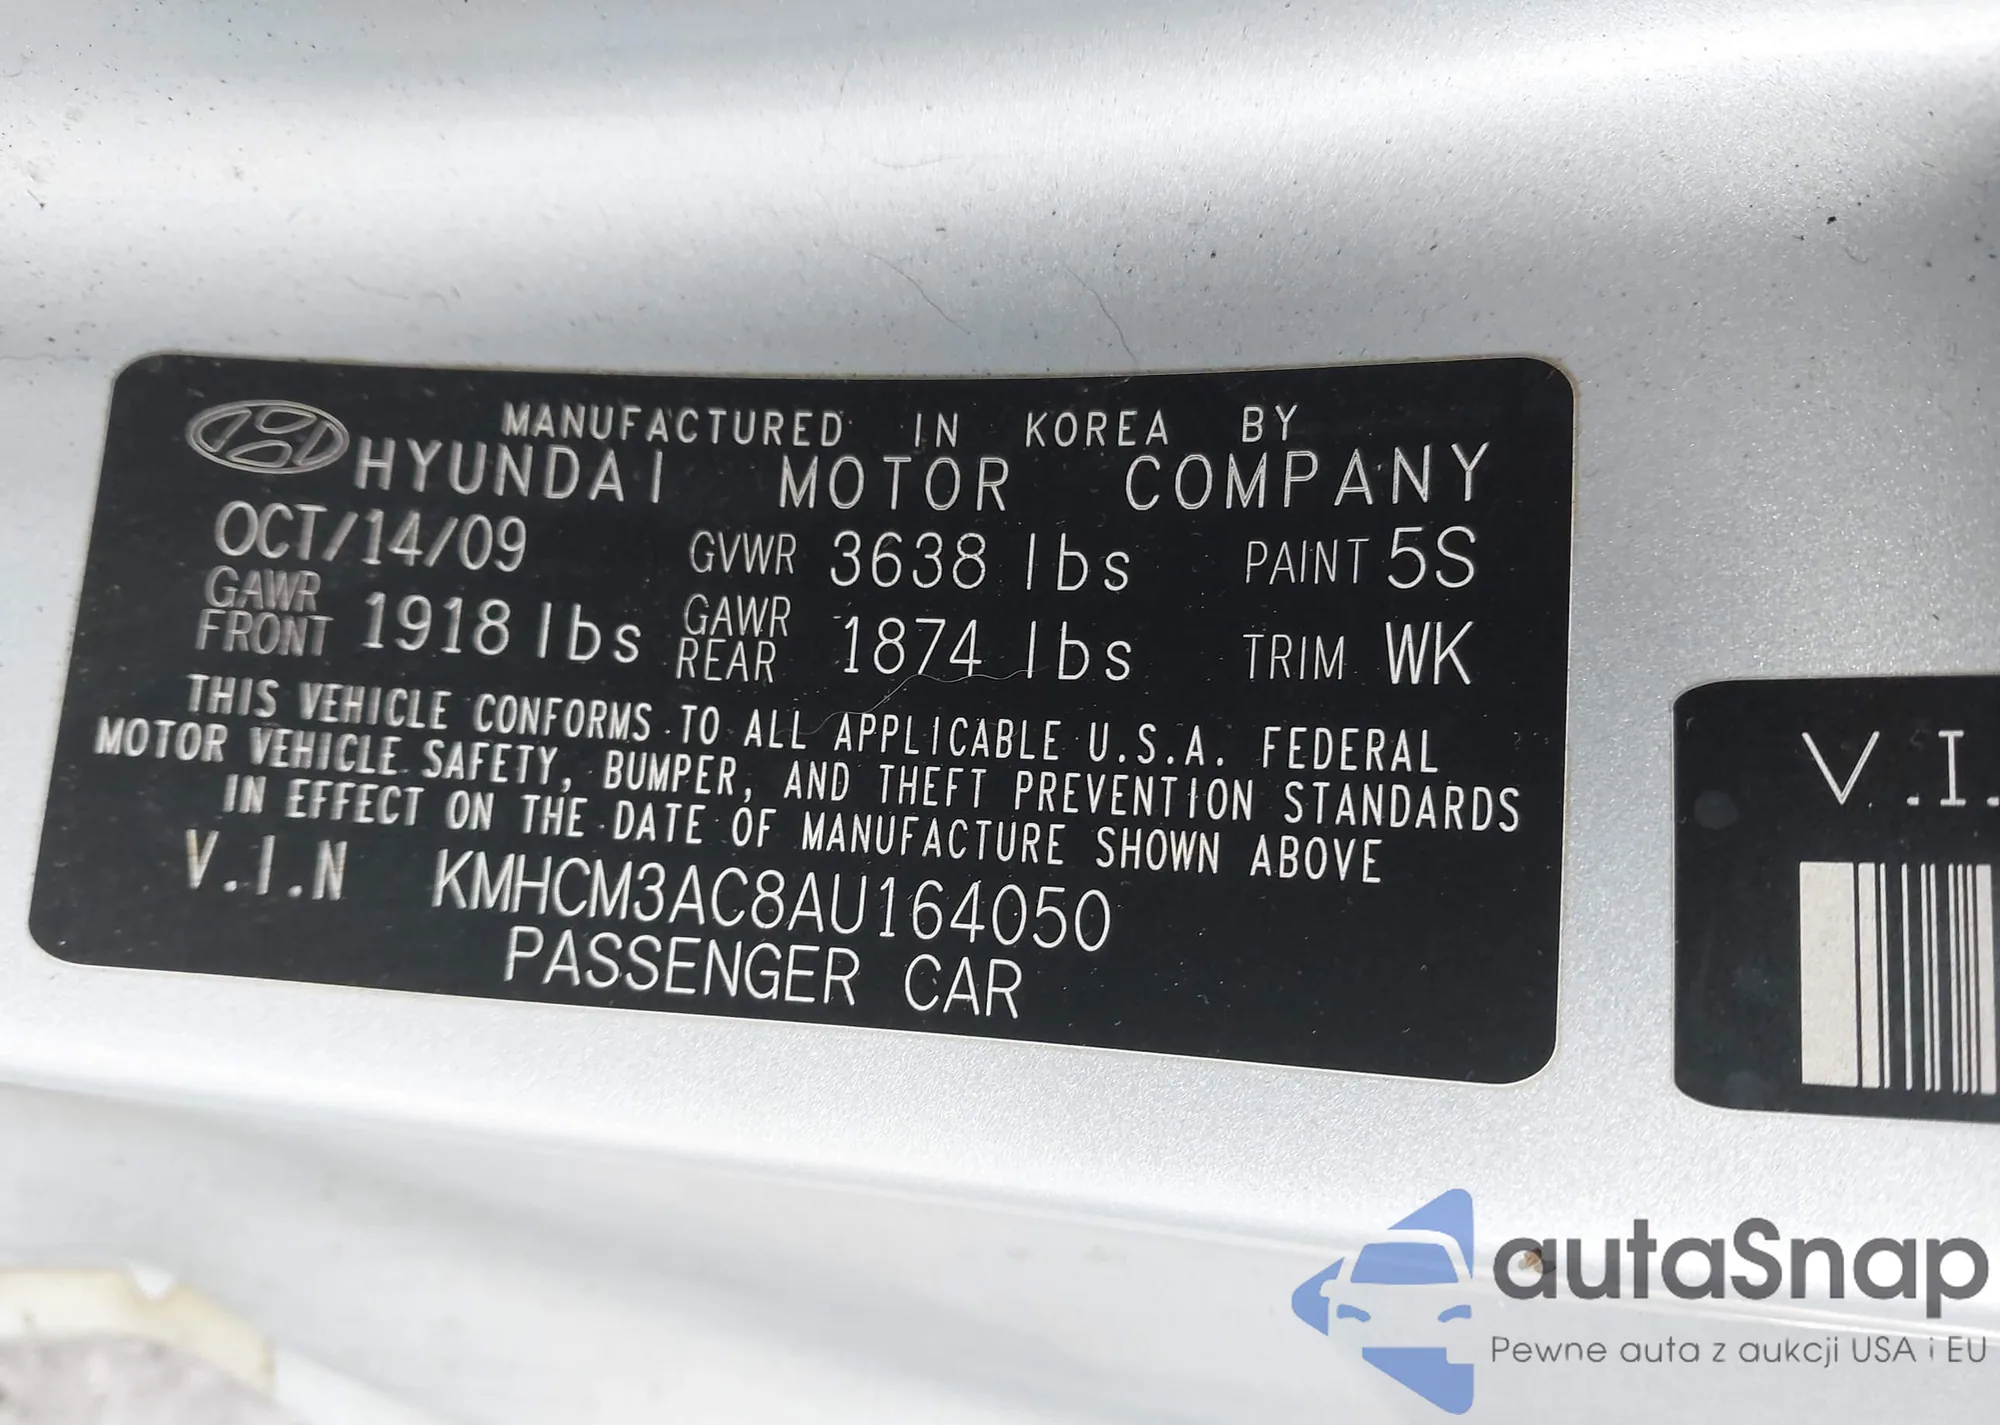 MANUFACTURED IN KOREA BY
HYUNDAI MOTOR COMPANY
OCT/14/09 GVWR 3638 lbs PAINT 5S
GAWR FRONT 1918 lbs GAWR REAR 1874 lbs TRIM WK
THIS VEHICLE CONFORMS TO ALL APPLICABLE U.S.A. FEDERAL
MOTOR VEHICLE SAFETY, BUMPER, AND THEFT PREVENTION STANDARDS
IN EFFECT ON THE DATE OF MANUFACTURE SHOWN ABOVE
V.I.N KMHCM3AC8AU164050
PASSENGER CAR
V.I.
autaSnap
Pewne auta z aukcji USA i EU